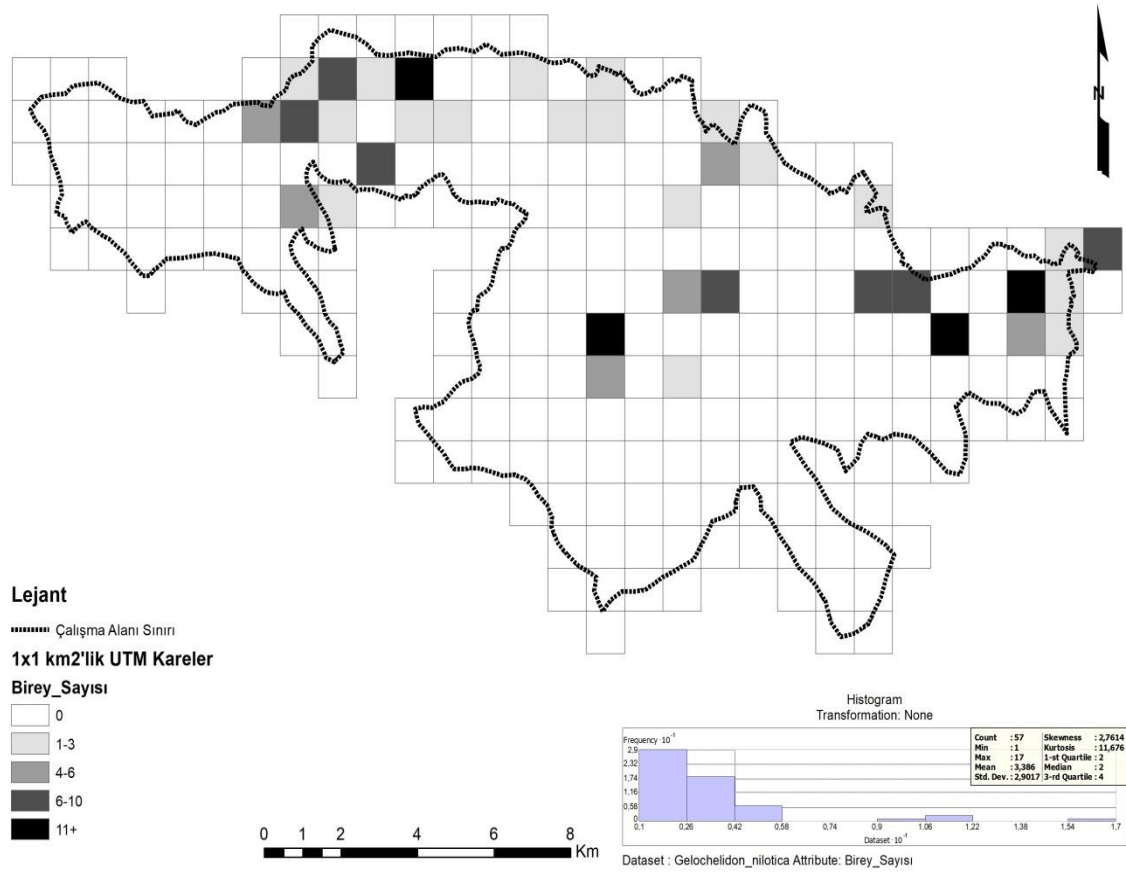 N
Lejant
Çalışma Alanı Sınırı
1x1 km2'lik UTM Kareler
Birey_Sayısı
0
1-3
4-6
6-10
11+
0 1 2 4 6 8
Km
Histogram
Transformation: None
Frequency·10⁻¹
2,9
2,32
1,74
1,16
0,58
0
0,1 0,26 0,42 0,58 0,74 0,9 1,06 1,22 1,38 1,54 1,7
Dataset·10⁻¹
Count : 57 Skewness : 2,7614
Min : 1 Kurtosis : 11,676
Max : 17 1-st Quartile : 2
Mean : 3,386 Median : 2
Std. Dev. : 2,9017 3-rd Quartile : 4
Dataset : Gelochelidon_nilotica Attribute: Birey_Sayısı